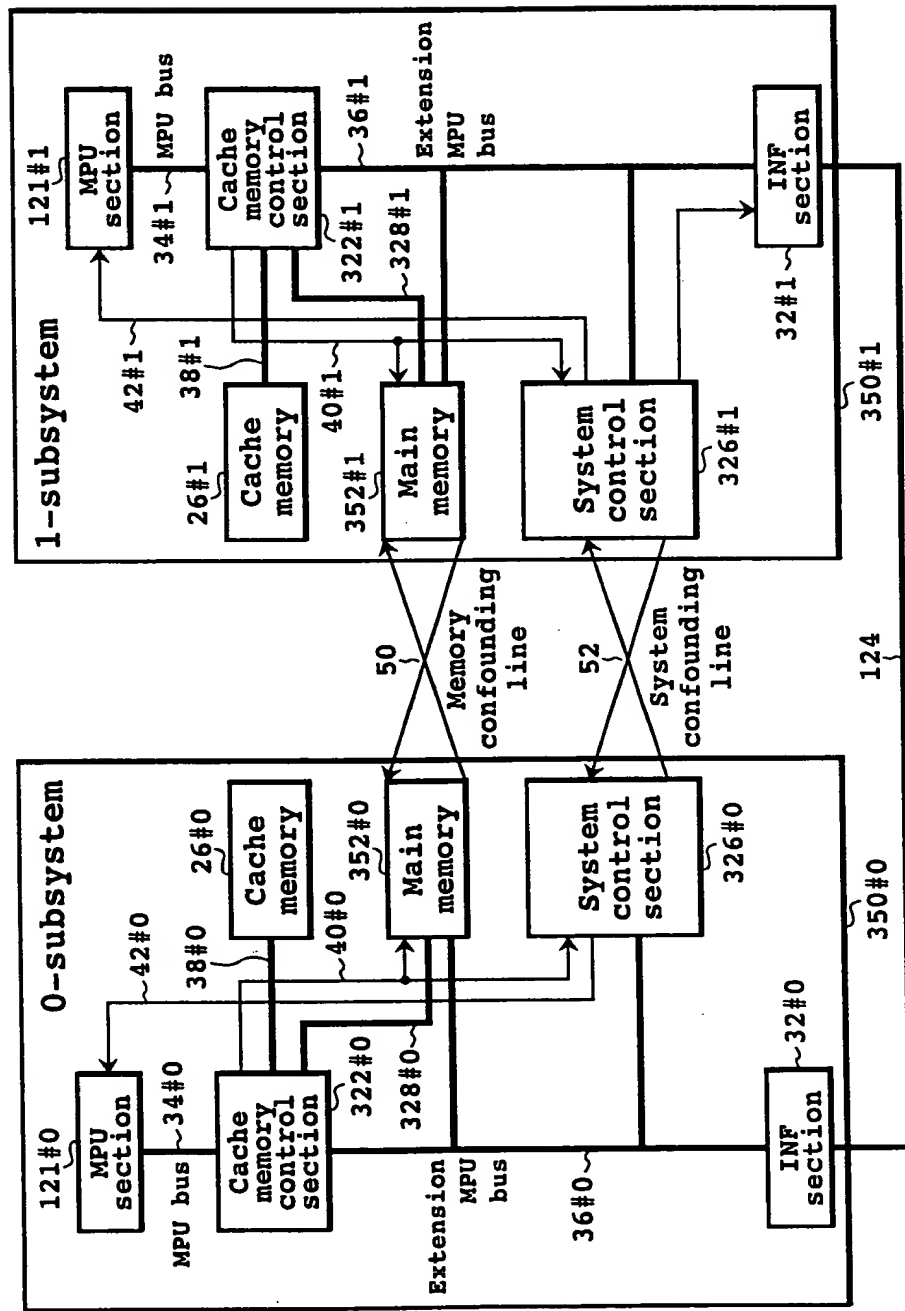 0-subsystem
121#0
MPU
section
42#0
MPU bus
34#0
38#0
26#0
Cache
memory
Cache
memory
control
section
322#0
40#0
352#0
Main
memory
328#0
Extension
MPU
bus
36#0
System
control
section
326#0
INF
section
32#0
350#0
50
Memory
confounding
line
52
System
confounding
line
124
1-subsystem
121#1
MPU
section
42#1
34#1
MPU bus
38#1
26#1
Cache
memory
Cache
memory
control
section
322#1
40#1
352#1
Main
memory
328#1
36#1
Extension
MPU
bus
System
control
section
326#1
INF
section
32#1
350#1